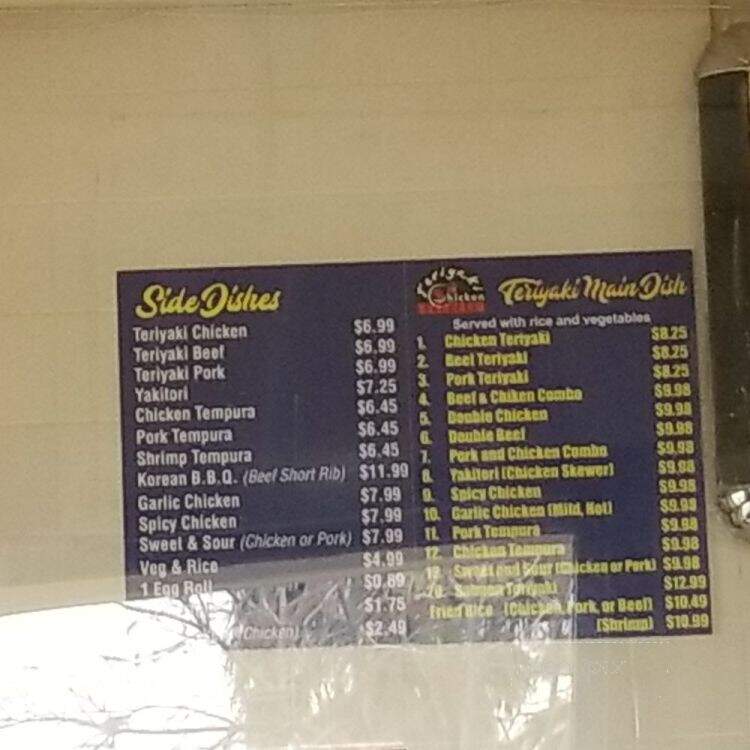 Side Dishes
Teriyaki Chicken $6.99
Teriyaki Beef $6.99
Teriyaki Pork $6.99
Yakitori $7.25
Chicken Tempura $6.45
Pork Tempura $6.45
Shrimp Tempura $6.45
Korean B.B.Q. (Beef Short Rib) $11.99
Garlic Chicken $7.99
Spicy Chicken $7.99
Sweet & Sour (Chicken or Pork) $7.99
Veg & Rice $4.99
1 Egg Roll $0.89
$1.75
(Chicken) $2.49
Teriyaki
Chicken
Teriyaki Main Dish
Served with rice and vegetables
1. Chicken Teriyaki $8.25
2. Beef Teriyaki $8.25
3. Pork Teriyaki $8.25
4. Beef & Chiken Combo $9.98
5. Double Chicken $9.98
6. Double Beef $9.98
7. Pork and Chicken Combo $9.98
8. Yakitori (Chicken Skewer) $9.98
9. Spicy Chicken $9.98
10. Garlic Chicken (Mild, Hot) $9.98
11. Pork Tempura $9.98
12. Chicken Tempura $9.98
13. Sweet and Sour (Chicken or Pork) $9.98
Salmon Teriyaki $12.99
Fried Rice (Chicken, Pork, or Beef) $10.49
(Shrimp) $10.99